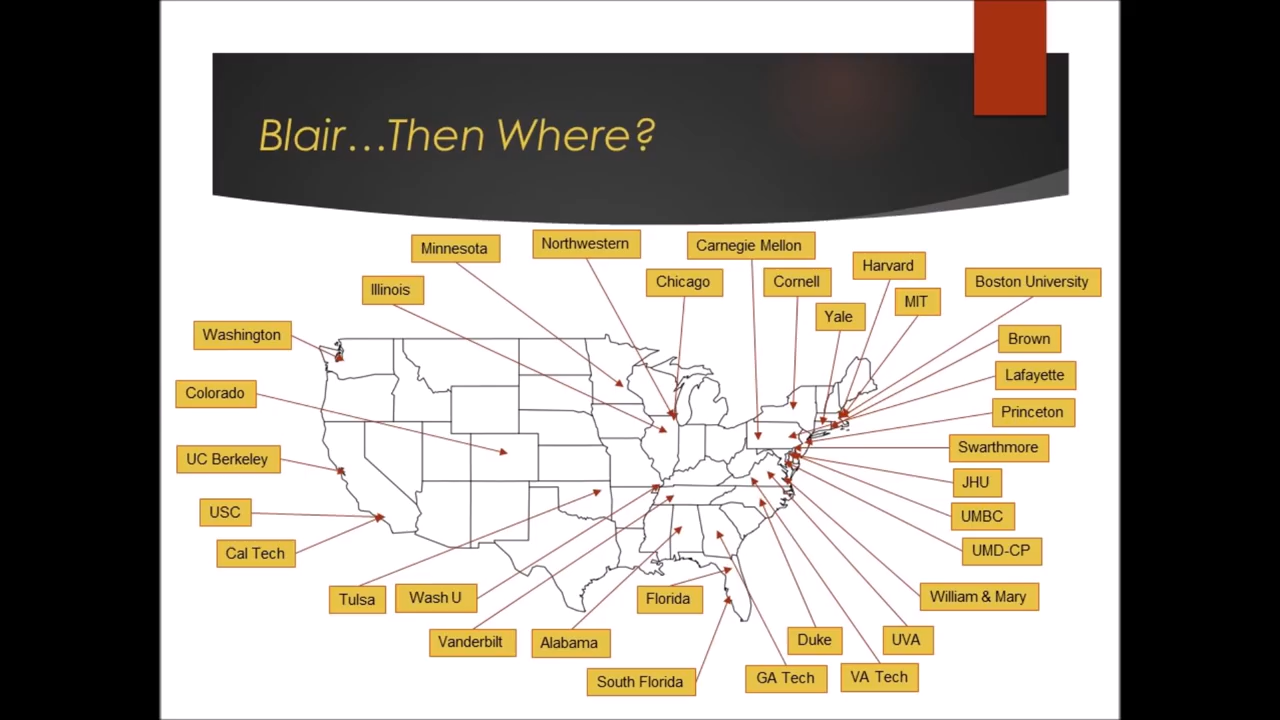 Blair...Then Where?
Northwestern
Carnegie Mellon
Minnesota
Harvard
Chicago
Cornell
Boston University
Illinois
MIT
Yale
Washington
Brown
Lafayette
Colorado
Princeton
Swarthmore
UC Berkeley
JHU
USC
UMBC
Cal Tech
UMD-CP
William & Mary
Tulsa
Wash U
Florida
Vanderbilt
Alabama
Duke
UVA
South Florida
GA Tech
VA Tech